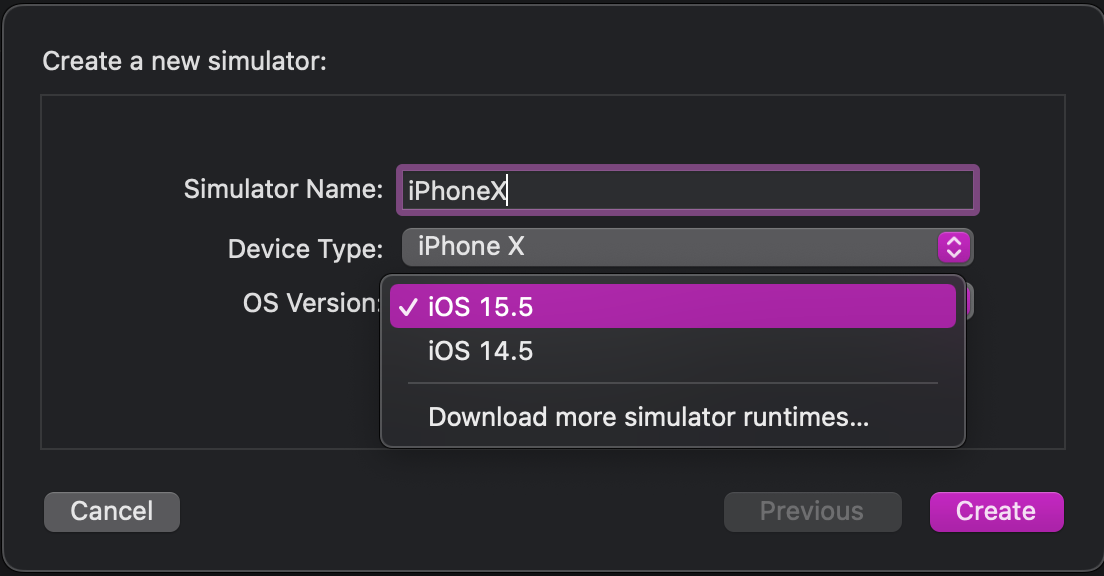 Create a new simulator:
Simulator Name: iPhoneX
Device Type: iPhone X
OS Version: ✓ iOS 15.5
iOS 14.5
Download more simulator runtimes...
Cancel Previous Create